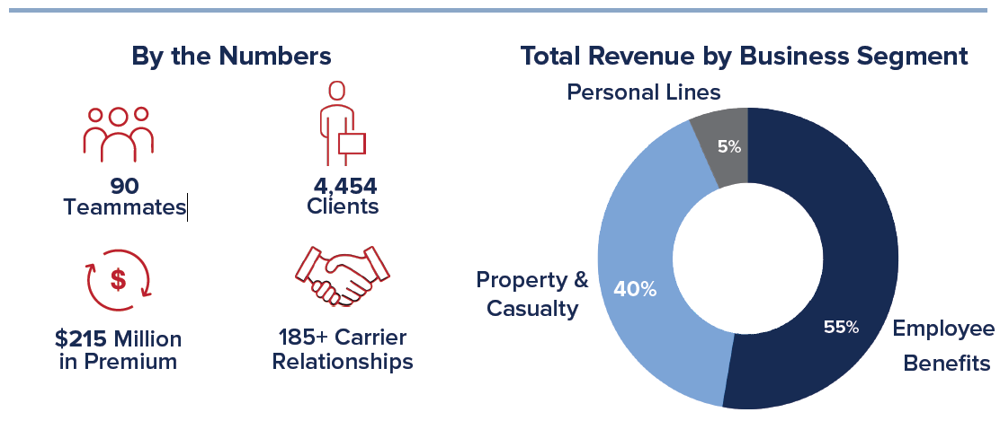 By the Numbers
90
Teammates
4,454
Clients
$
$215 Million
in Premium
185+ Carrier
Relationships
Total Revenue by Business Segment
Personal Lines
5%
Property &
Casualty
40%
55%
Employee
Benefits